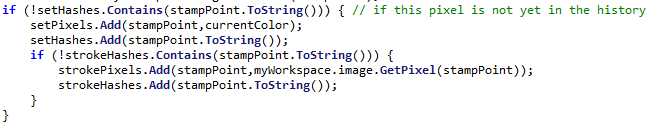 if (!setHashes.Contains(stampPoint.ToString())) { // if this pixel is not yet in the history
setPixels.Add(stampPoint,currentColor);
setHashes.Add(stampPoint.ToString());
if (!strokeHashes.Contains(stampPoint.ToString())) {
strokePixels.Add(stampPoint,myWorkspace.image.GetPixel(stampPoint));
strokeHashes.Add(stampPoint.ToString());
}
}